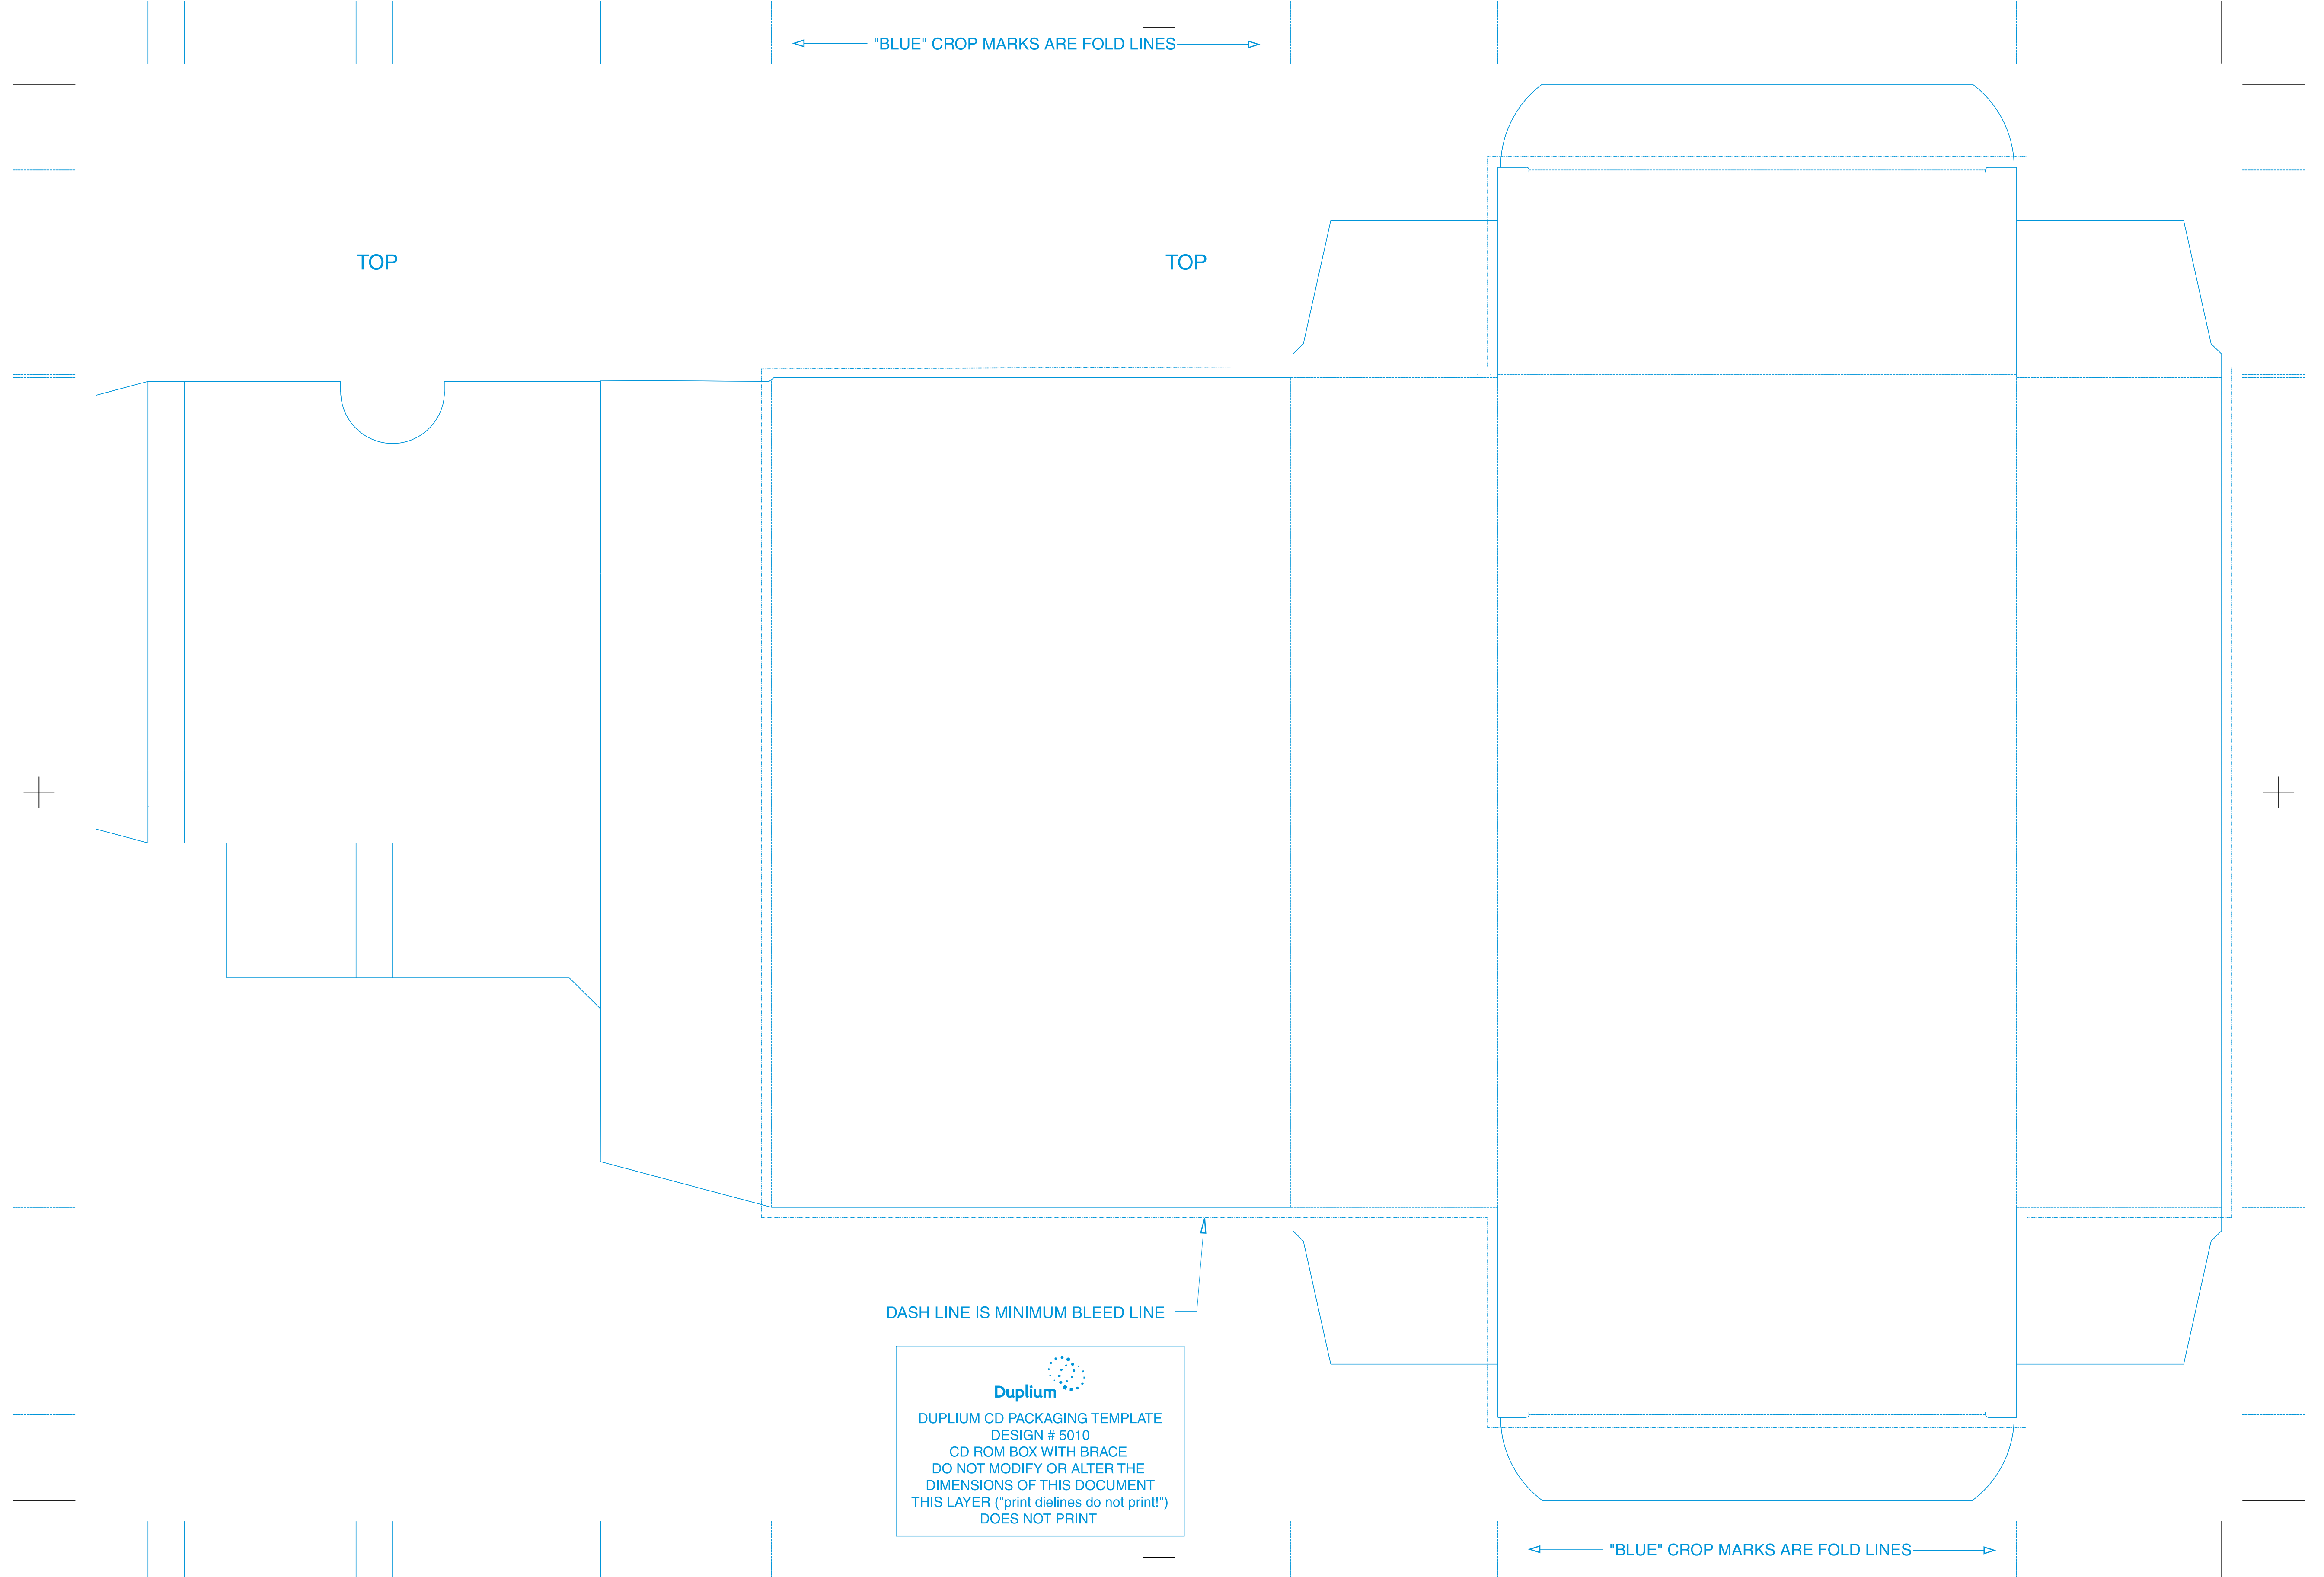 "BLUE" CROP MARKS ARE FOLD LINES
TOP
TOP
DASH LINE IS MINIMUM BLEED LINE
Duplium
DUPLIUM CD PACKAGING TEMPLATE
DESIGN # 5010
CD ROM BOX WITH BRACE
DO NOT MODIFY OR ALTER THE
DIMENSIONS OF THIS DOCUMENT
THIS LAYER ("print dielines do not print!")
DOES NOT PRINT
"BLUE" CROP MARKS ARE FOLD LINES